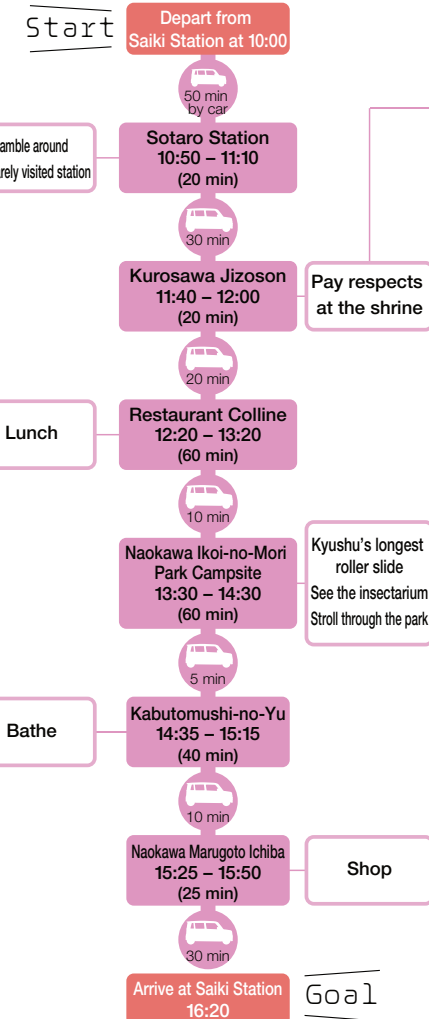 Start
Depart from
Saiki Station at 10:00
50 min
by car
amble around
rely visited station
Sotaro Station
10:50 – 11:10
(20 min)
30 min
Kurosawa Jizoson
11:40 – 12:00
(20 min)
Pay respects
at the shrine
20 min
Lunch
Restaurant Colline
12:20 – 13:20
(60 min)
10 min
Naokawa Ikoi-no-Mori
Park Campsite
13:30 – 14:30
(60 min)
Kyushu's longest
roller slide
See the insectarium
Stroll through the park
5 min
Bathe
Kabutomushi-no-Yu
14:35 – 15:15
(40 min)
10 min
Naokawa Marugoto Ichiba
15:25 – 15:50
(25 min)
Shop
30 min
Arrive at Saiki Station
16:20
Goal